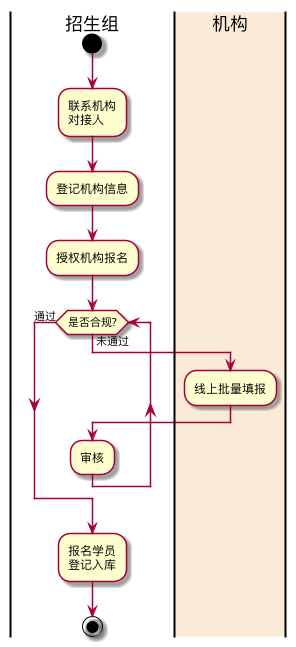 招生组
机构
联系机构
对接人
登记机构信息
授权机构报名
通过
是否合规?
未通过
线上批量填报
审核
报名学员
登记入库